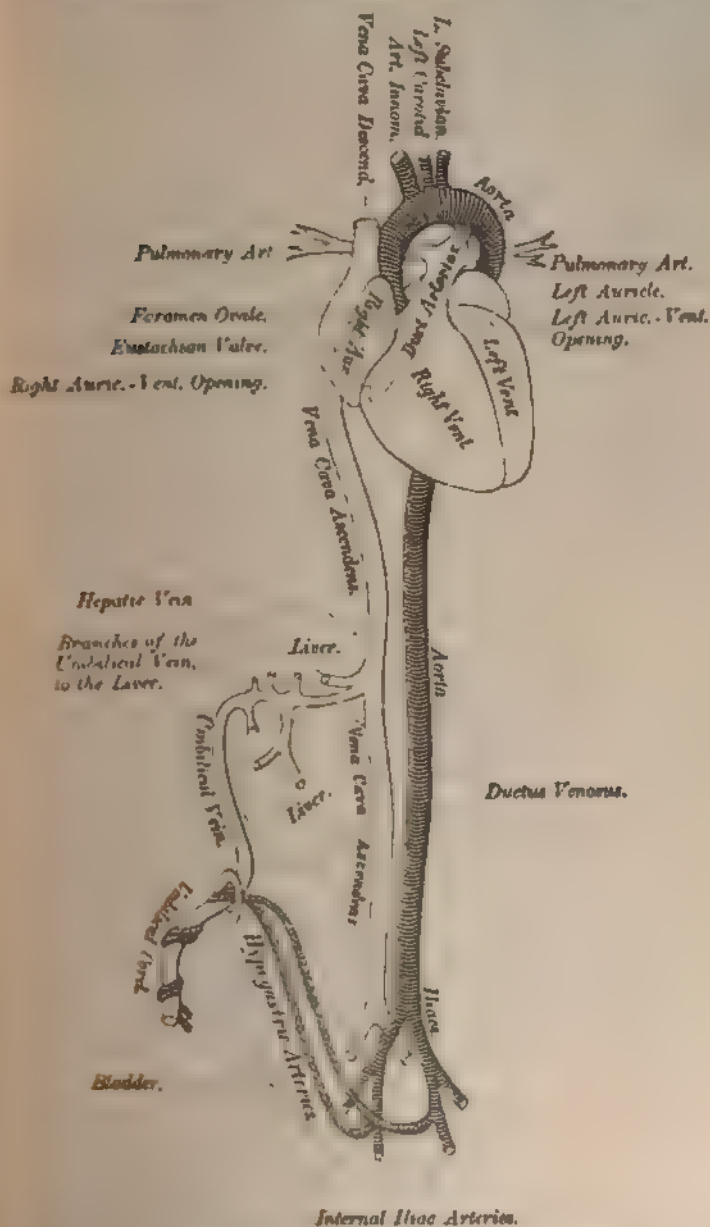 Vena Cava Descend.
Art. Innom.
Left Carotid
L. Subclavian
Aorta
Pulmonary Art
Pulmonary Art.
Foramen Ovale.
Left Auricle.
Eustachian Valve.
Left Auric.-Vent.
Opening.
Right Auric.-Vent. Opening.
Right Aur
Duct Arterios
Left Vent
Right Vent
Vena Cava Ascendens.
Hepatic Vein
Branches of the
Umbilical Vein,
to the Liver.
Liver.
Aorta
Umbilical Vein.
Liver.
Vena Cava Ascendens
Ductus Venosus.
Umbilical Cord.
Hypogastric Arteries
Iliacs
Bladder.
Internal Iliac Arteries.